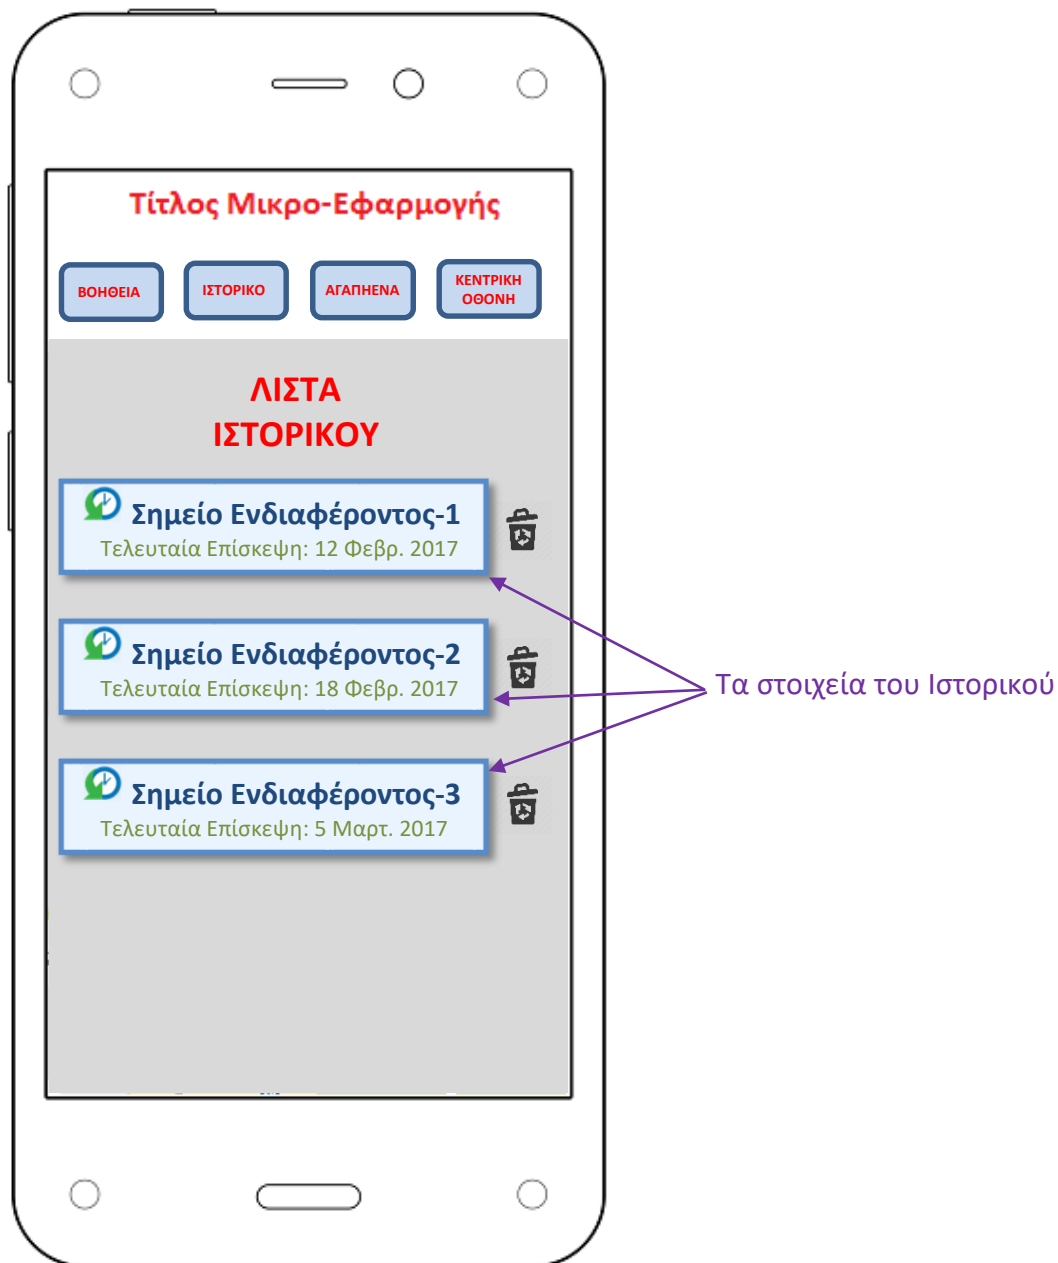 Τίτλος Μικρο-Εφαρμογής
ΒΟΗΘΕΙΑ
ΙΣΤΟΡΙΚΟ
ΑΓΑΠΗΕΝΑ
ΚΕΝΤΡΙΚΗ
ΟΘΟΝΗ
ΛΙΣΤΑ
ΙΣΤΟΡΙΚΟΥ
Σημείο Ενδιαφέροντος-1
Τελευταία Επίσκεψη: 12 Φεβρ. 2017
Σημείο Ενδιαφέροντος-2
Τελευταία Επίσκεψη: 18 Φεβρ. 2017
Τα στοιχεία του Ιστορικού
Σημείο Ενδιαφέροντος-3
Τελευταία Επίσκεψη: 5 Μαρτ. 2017